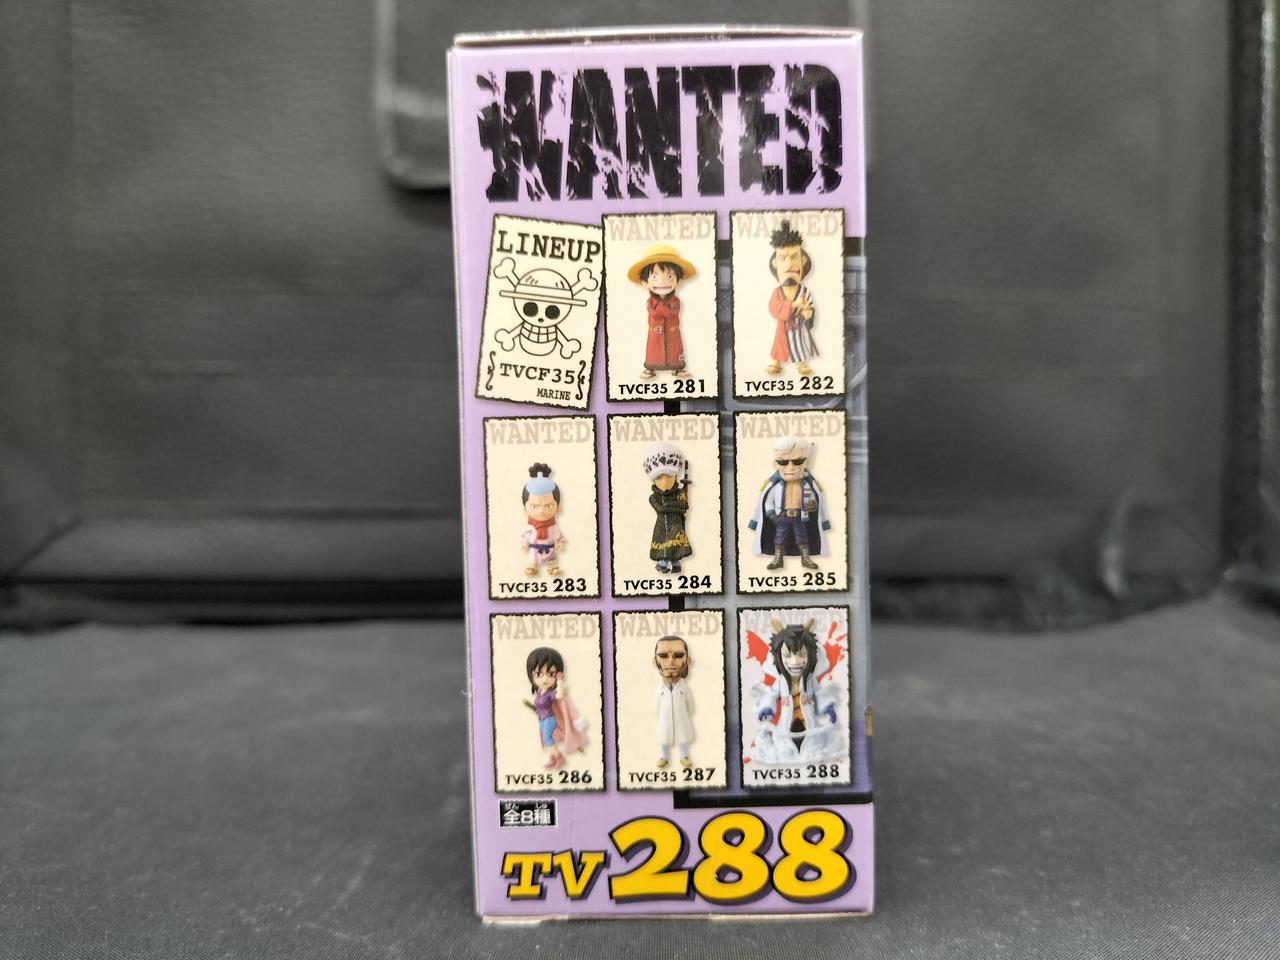 WANTED
LINEUP
TVCF35
MARINE
WANTED
TVCF35 281
WANTED
TVCF35 282
WANTED
TVCF35 283
WANTED
TVCF35 284
WANTED
TVCF35 285
WANTED
TVCF35 286
WANTED
TVCF35 287
WANTED
TVCF35 288
ぜん しゅ
全8種
TV288